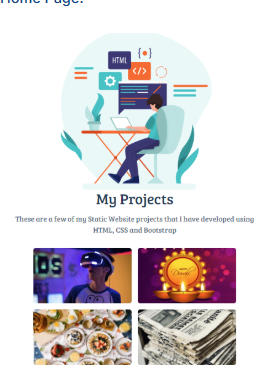 Home Page:
HTML
{•}
</>
My Projects
These are a few of my Static Website projects that I have developed using
HTML, CSS and Bootstrap
Diwali